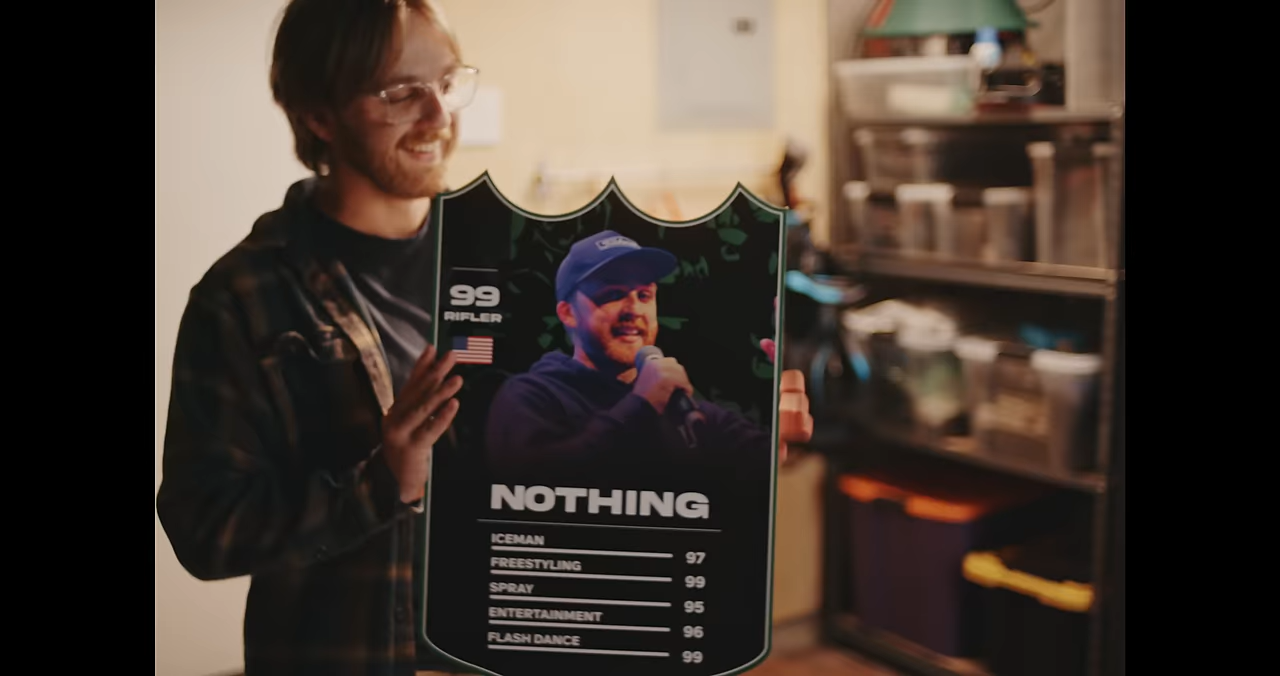 99
RIFLER
NOTHING
ICEMAN 97
FREESTYLING 99
SPRAY 95
ENTERTAINMENT 96
FLASH DANCE 99